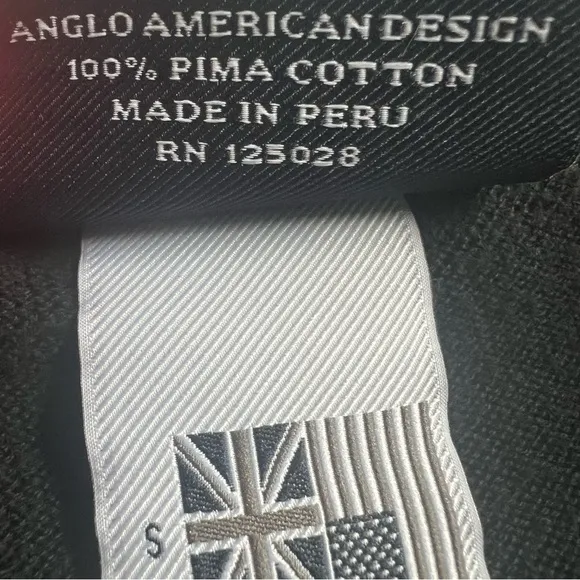 ANGLO AMERICAN DESIGN
100% PIMA COTTON
MADE IN PERU
RN 125028
S